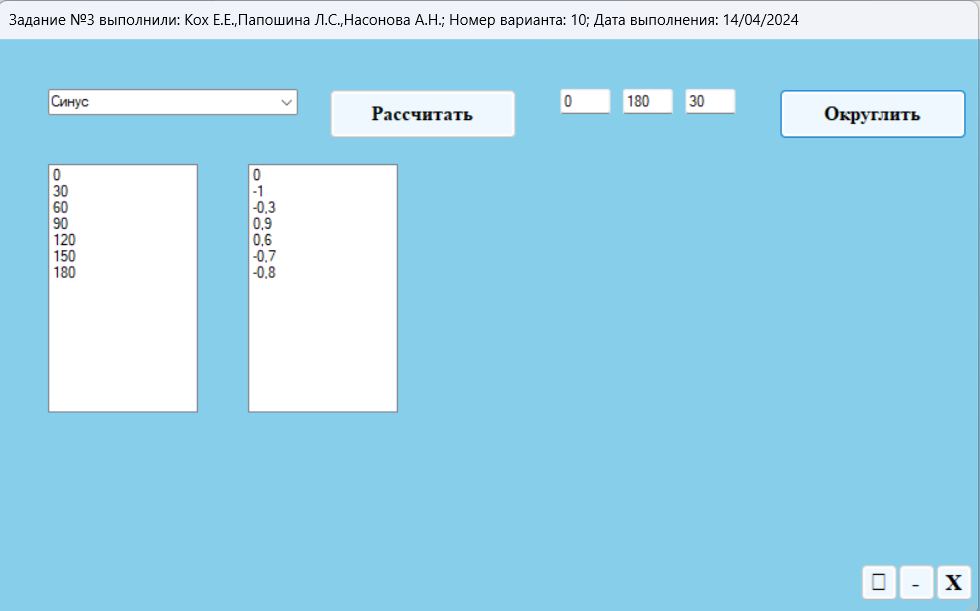 Задание №3 выполнили: Кох Е.Е.,Папошина Л.С.,Насонова А.Н.; Номер варианта: 10; Дата выполнения: 14/04/2024
Синус
Рассчитать
0 180 30
Округлить
0
30
60
90
120
150
180
0
-1
-0,3
0,9
0,6
-0,7
-0,8
- X